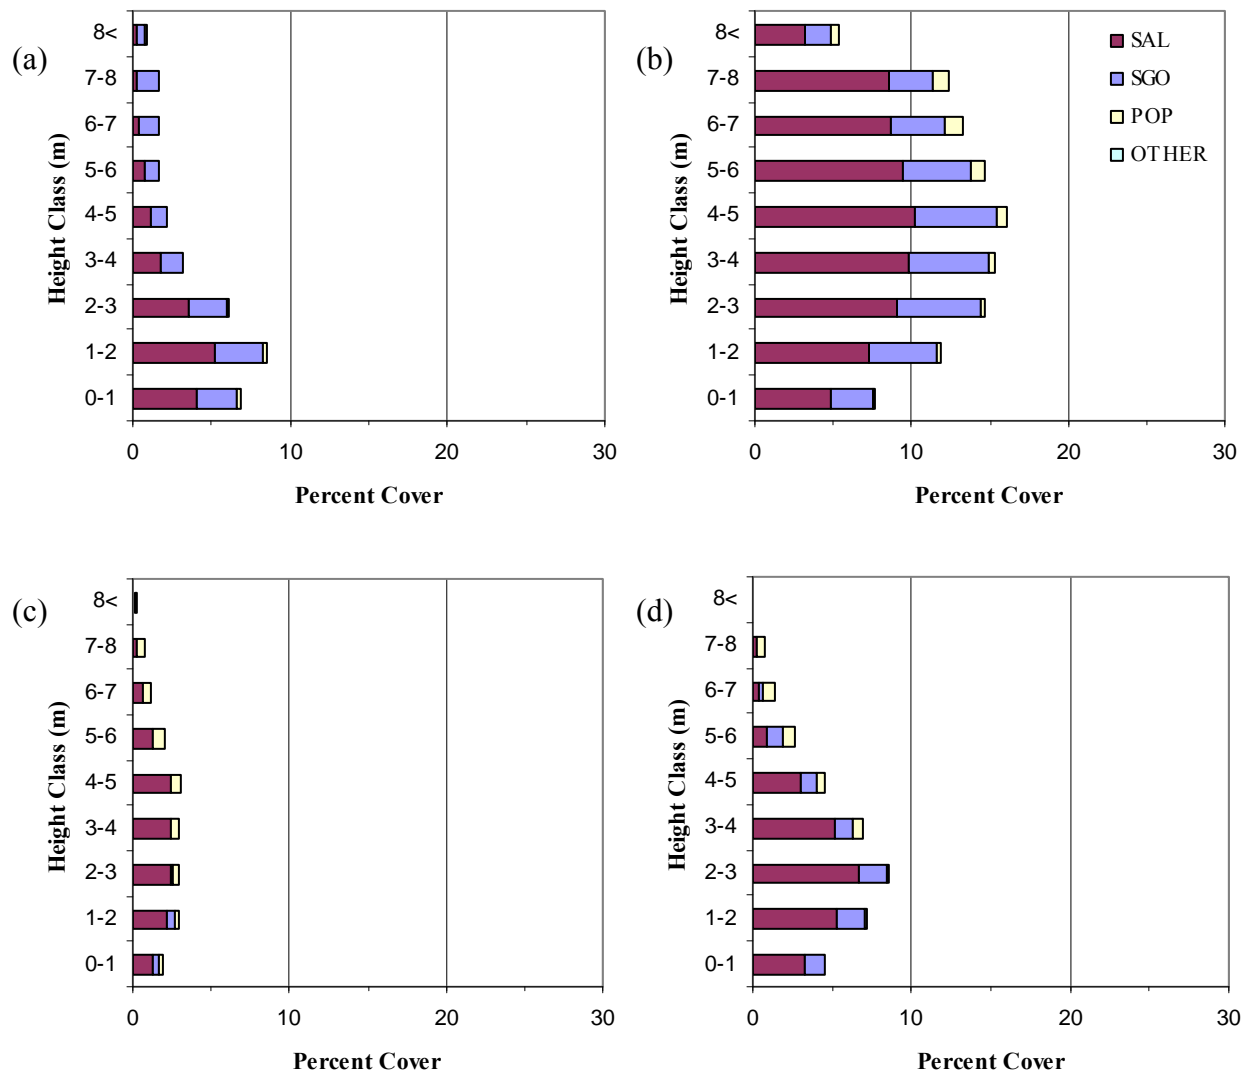 (a)
Height Class (m)
8<
7-8
6-7
5-6
4-5
3-4
2-3
1-2
0-1
0 10 20 30
Percent Cover
(b)
Height Class (m)
8<
7-8
6-7
5-6
4-5
3-4
2-3
1-2
0-1
0 10 20 30
Percent Cover
SAL
SGO
POP
OTHER
(c)
Height Class (m)
8<
7-8
6-7
5-6
4-5
3-4
2-3
1-2
0-1
0 10 20 30
Percent Cover
(d)
Height Class (m)
8<
7-8
6-7
5-6
4-5
3-4
2-3
1-2
0-1
0 10 20 30
Percent Cover